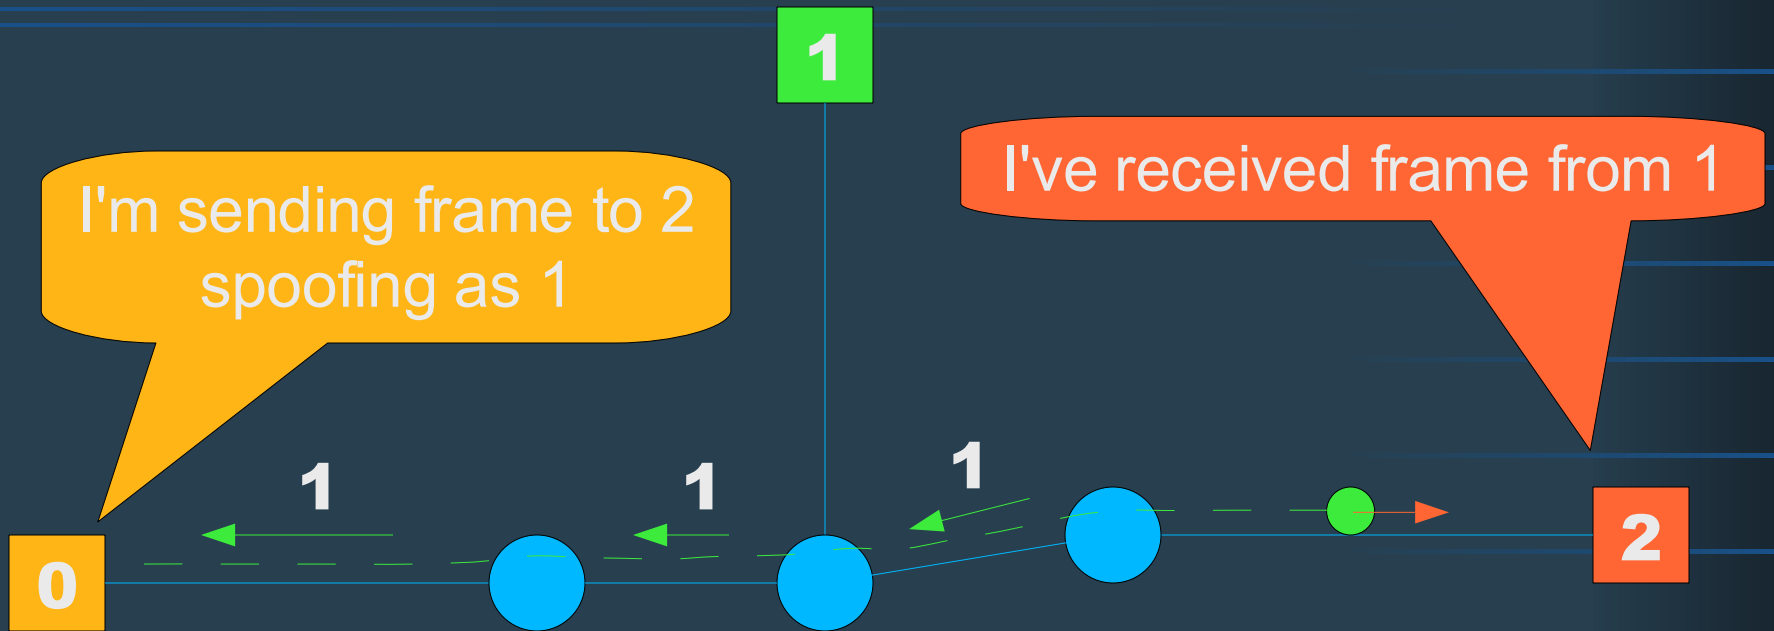 1
I'm sending frame to 2
spoofing as 1
I've received frame from 1
1
1
1
0
2